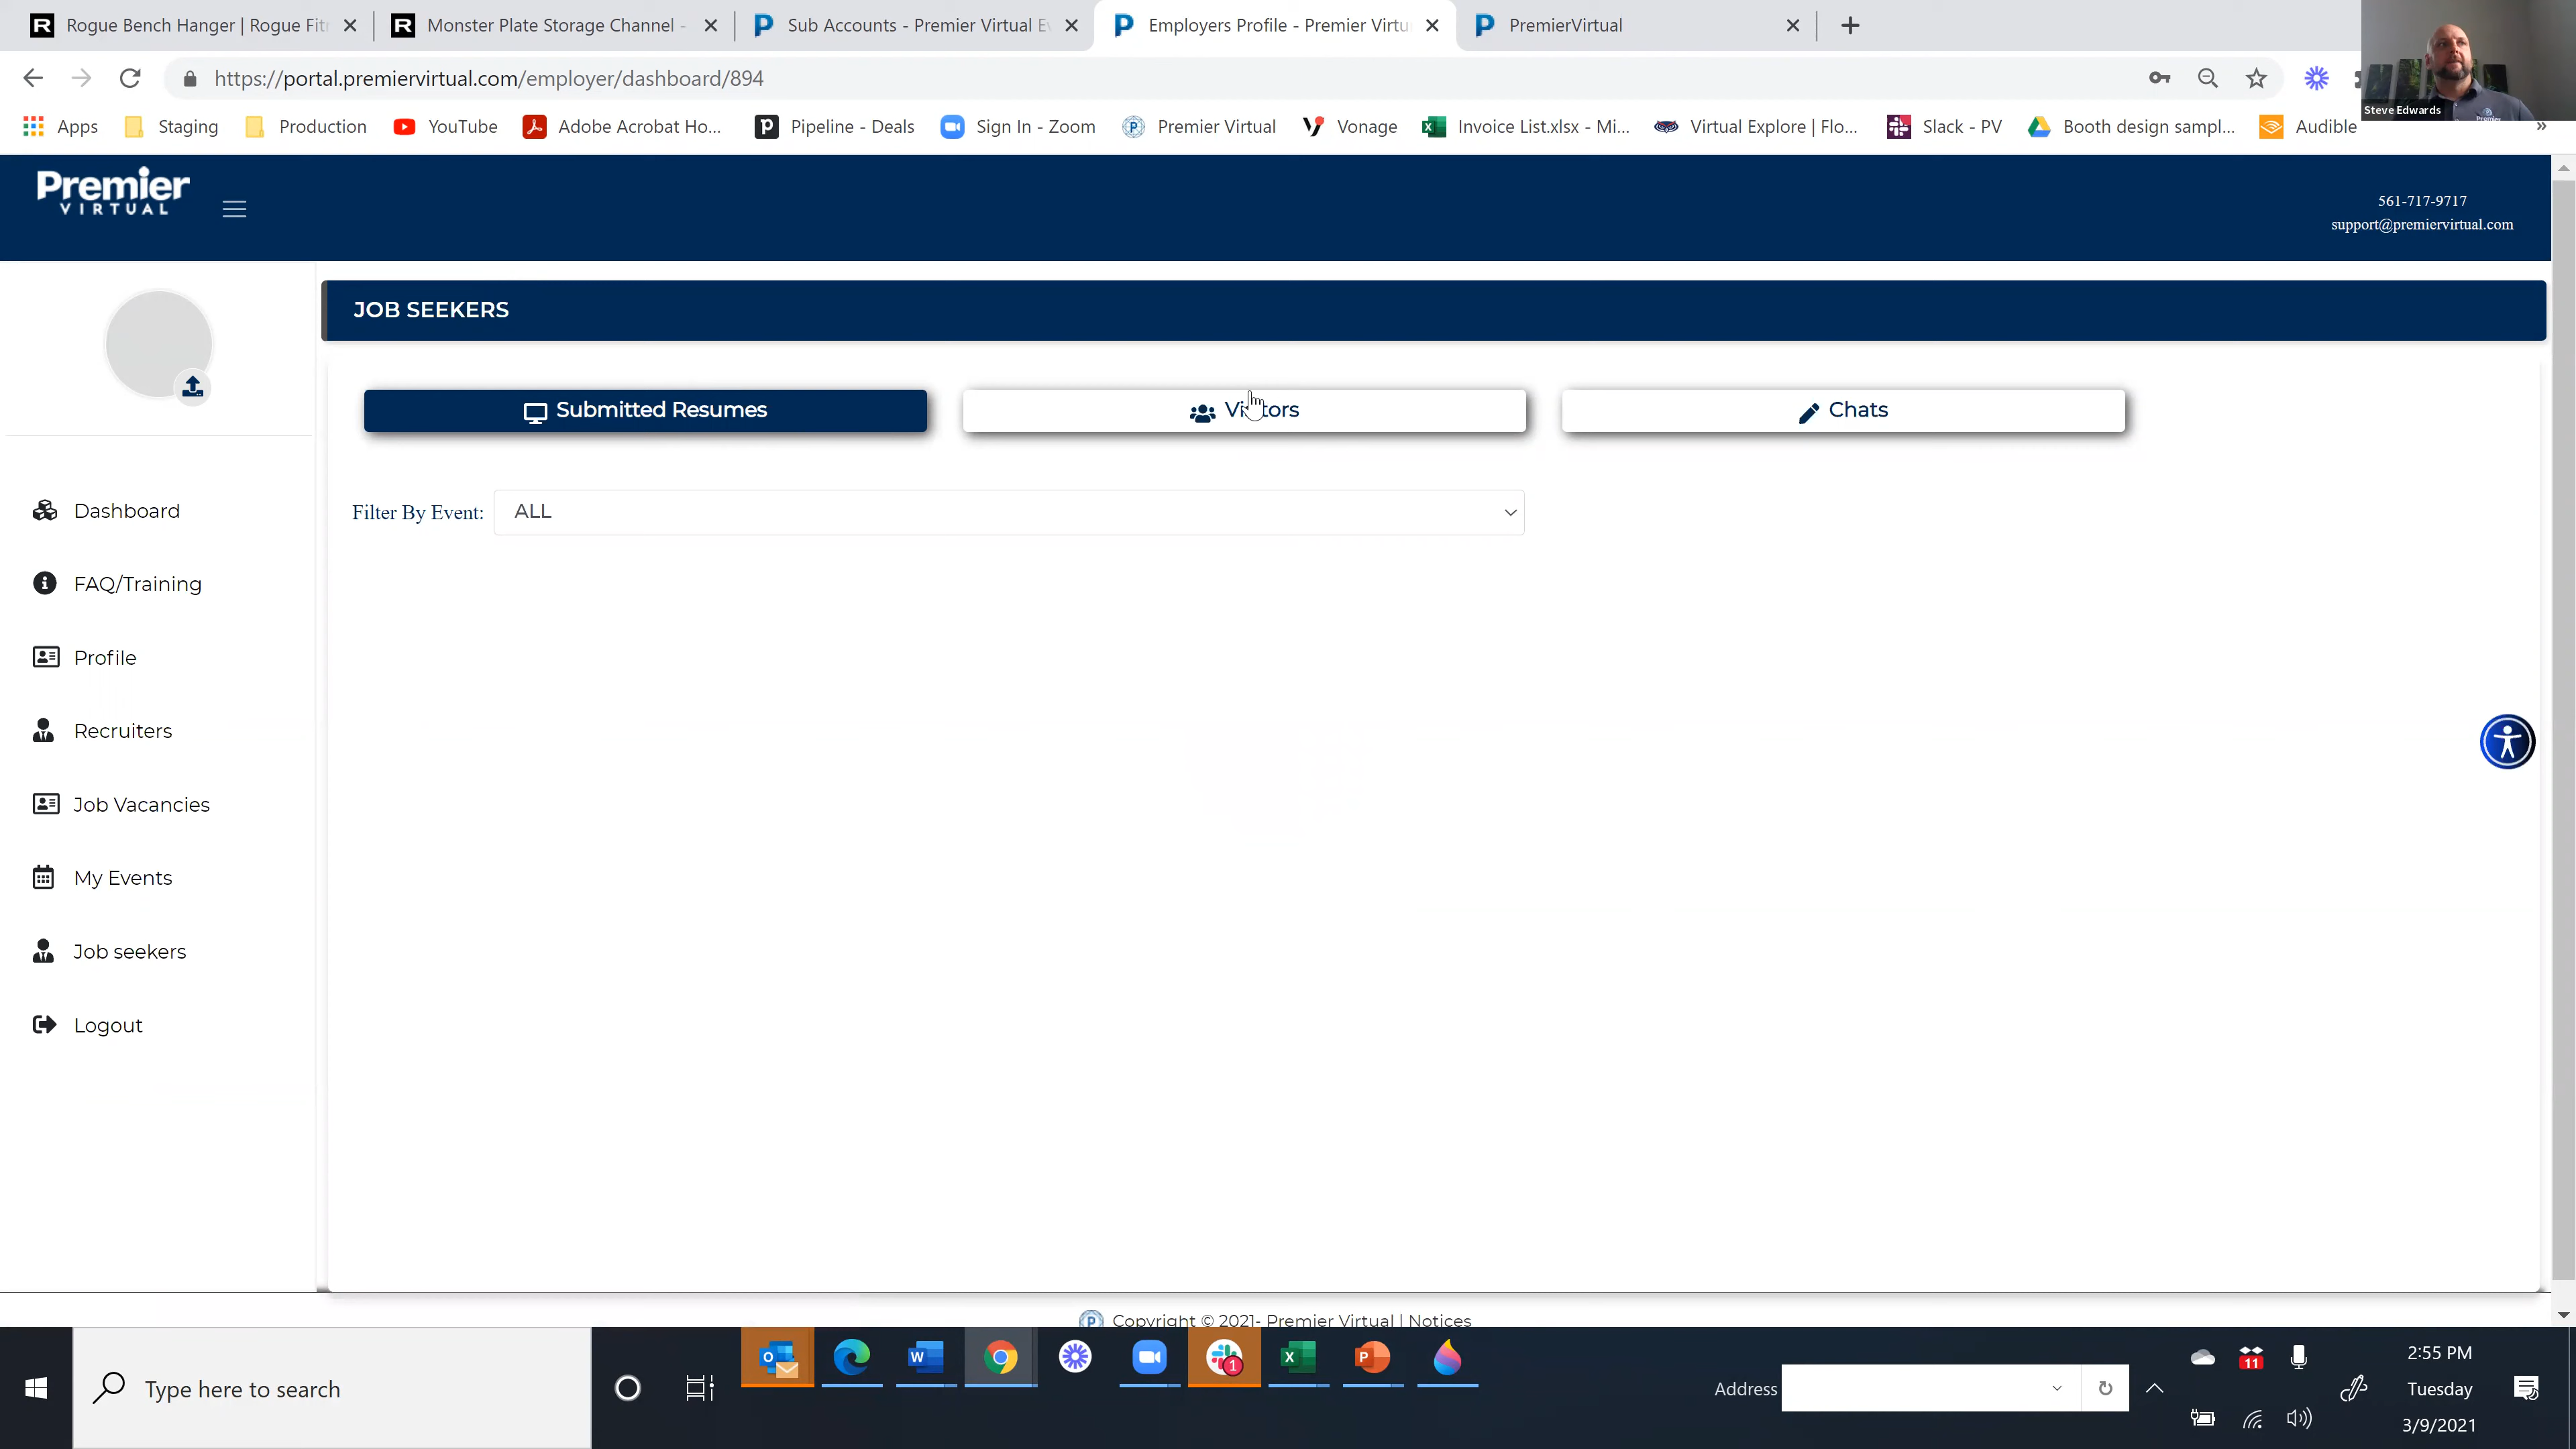 Rogue Bench Hanger | Rogue Fit
Monster Plate Storage Channel -
Sub Accounts - Premier Virtual E
Employers Profile - Premier Virtu
PremierVirtual
https://portal.premiervirtual.com/employer/dashboard/894
Apps
Staging
Production
YouTube
Adobe Acrobat Ho...
Pipeline - Deals
Sign In - Zoom
Premier Virtual
Vonage
Invoice List.xlsx - Mi...
Virtual Explore | Flo...
Slack - PV
Booth design sampl...
Audible
»
Steve Edwards
Premier
VIRTUAL
561-717-9717
support@premiervirtual.com
JOB SEEKERS
Submitted Resumes
Chats
Filter By Event:
ALL
Dashboard
FAQ/Training
Profile
Recruiters
Job Vacancies
My Events
Job seekers
Logout
Copyright © 2021- Premier Virtual | Notices
Type here to search
1
Address
11
2:55 PM
Tuesday
3/9/2021